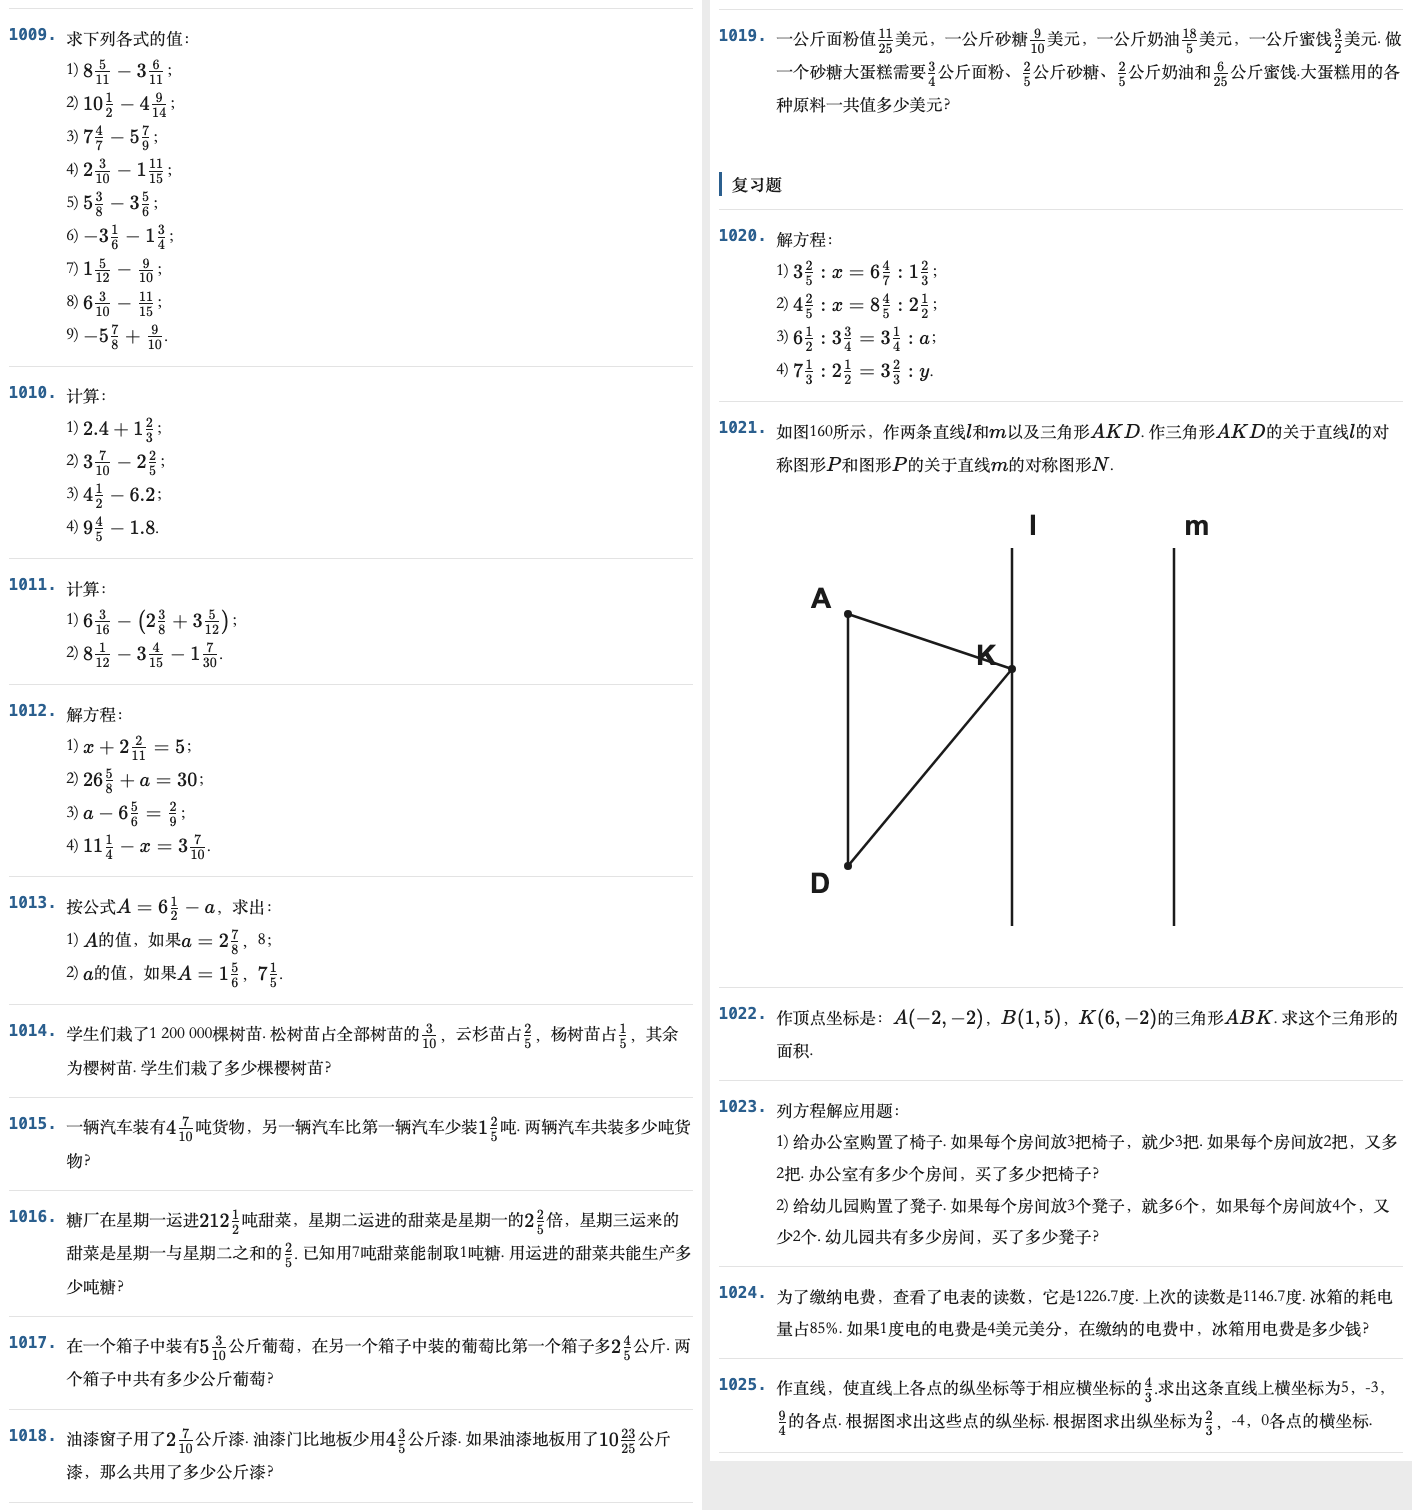 1009. 求下列各式的值：
1) 8 5/11 − 3 6/11；
2) 10 1/2 − 4 9/14；
3) 7 4/7 − 5 7/9；
4) 2 3/10 − 1 11/15；
5) 5 3/8 − 3 5/6；
6) −3 1/6 − 1 3/4；
7) 1 5/12 − 9/10；
8) 6 3/10 − 11/15；
9) −5 7/8 + 9/10.
1010. 计算：
1) 2.4 + 1 2/3；
2) 3 7/10 − 2 2/5；
3) 4 1/2 − 6.2；
4) 9 4/5 − 1.8.
1011. 计算：
1) 6 3/16 − (2 3/8 + 3 5/12)；
2) 8 1/12 − 3 4/15 − 1 7/30.
1012. 解方程：
1) x + 2 2/11 = 5；
2) 26 5/8 + a = 30；
3) a − 6 5/6 = 2/9；
4) 11 1/4 − x = 3 7/10.
1013. 按公式A = 6 1/2 − a，求出：
1) A的值，如果a = 2 7/8，8；
2) a的值，如果A = 1 5/6，7 1/5.
1014. 学生们栽了1 200 000棵树苗. 松树苗占全部树苗的3/10，云杉苗占2/5，杨树苗占1/5，其余
为樱树苗. 学生们栽了多少棵樱树苗？
1015. 一辆汽车装有4 7/10吨货物，另一辆汽车比第一辆汽车少装1 2/5吨. 两辆汽车共装多少吨货
物？
1016. 糖厂在星期一运进212 1/2吨甜菜，星期二运进的甜菜是星期一的2 2/5倍，星期三运来的
甜菜是星期一与星期二之和的2/5. 已知用7吨甜菜能制取1吨糖. 用运进的甜菜共能生产多
少吨糖？
1017. 在一个箱子中装有5 3/10公斤葡萄，在另一个箱子中装的葡萄比第一个箱子多2 4/5公斤. 两
个箱子中共有多少公斤葡萄？
1018. 油漆窗子用了2 7/10公斤漆. 油漆门比地板少用4 3/5公斤漆. 如果油漆地板用了10 23/25公斤
漆，那么共用了多少公斤漆？
1019. 一公斤面粉值11/25美元，一公斤砂糖9/10美元，一公斤奶油18/5美元，一公斤蜜饯3/2美元. 做
一个砂糖大蛋糕需要3/4公斤面粉、2/5公斤砂糖、2/5公斤奶油和6/25公斤蜜饯.大蛋糕用的各
种原料一共值多少美元？
复习题
1020. 解方程：
1) 3 2/5 : x = 6 4/7 : 1 2/3；
2) 4 2/5 : x = 8 4/5 : 2 1/2；
3) 6 1/2 : 3 3/4 = 3 1/4 : a；
4) 7 1/3 : 2 1/2 = 3 2/3 : y.
1021. 如图160所示，作两条直线l和m以及三角形AKD. 作三角形AKD的关于直线l的对
称图形P和图形P的关于直线m的对称图形N.
l
m
A
K
D
1022. 作顶点坐标是：A(−2, −2)，B(1, 5)，K(6, −2)的三角形ABK. 求这个三角形的
面积.
1023. 列方程解应用题：
1) 给办公室购置了椅子. 如果每个房间放3把椅子，就少3把. 如果每个房间放2把，又多
2把. 办公室有多少个房间，买了多少把椅子？
2) 给幼儿园购置了凳子. 如果每个房间放3个凳子，就多6个，如果每个房间放4个，又
少2个. 幼儿园共有多少房间，买了多少凳子？
1024. 为了缴纳电费，查看了电表的读数，它是1226.7度. 上次的读数是1146.7度. 冰箱的耗电
量占85%. 如果1度电的电费是4美元美分，在缴纳的电费中，冰箱用电费是多少钱？
1025. 作直线，使直线上各点的纵坐标等于相应横坐标的4/3.求出这条直线上横坐标为5，-3，
9/4的各点. 根据图求出这些点的纵坐标. 根据图求出纵坐标为2/3，-4，0各点的横坐标.